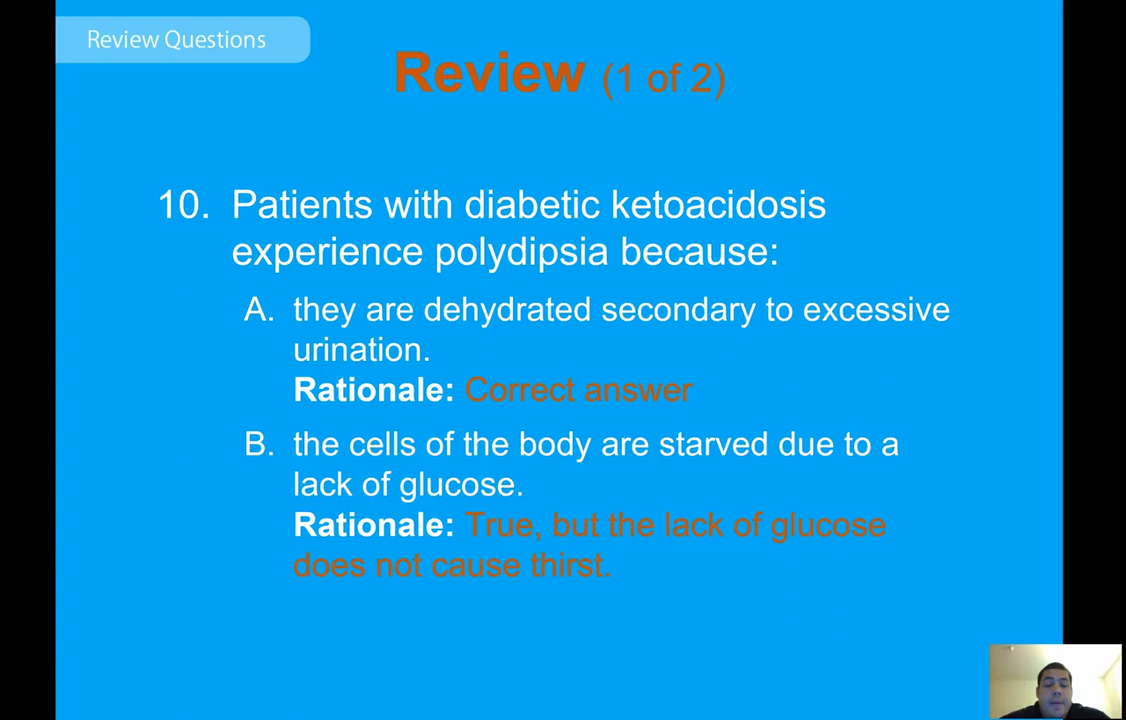 Review Questions
Review (1 of 2)
10. Patients with diabetic ketoacidosis
experience polydipsia because:
A. they are dehydrated secondary to excessive
urination.
Rationale: Correct answer
B. the cells of the body are starved due to a
lack of glucose.
Rationale: True, but the lack of glucose
does not cause thirst.